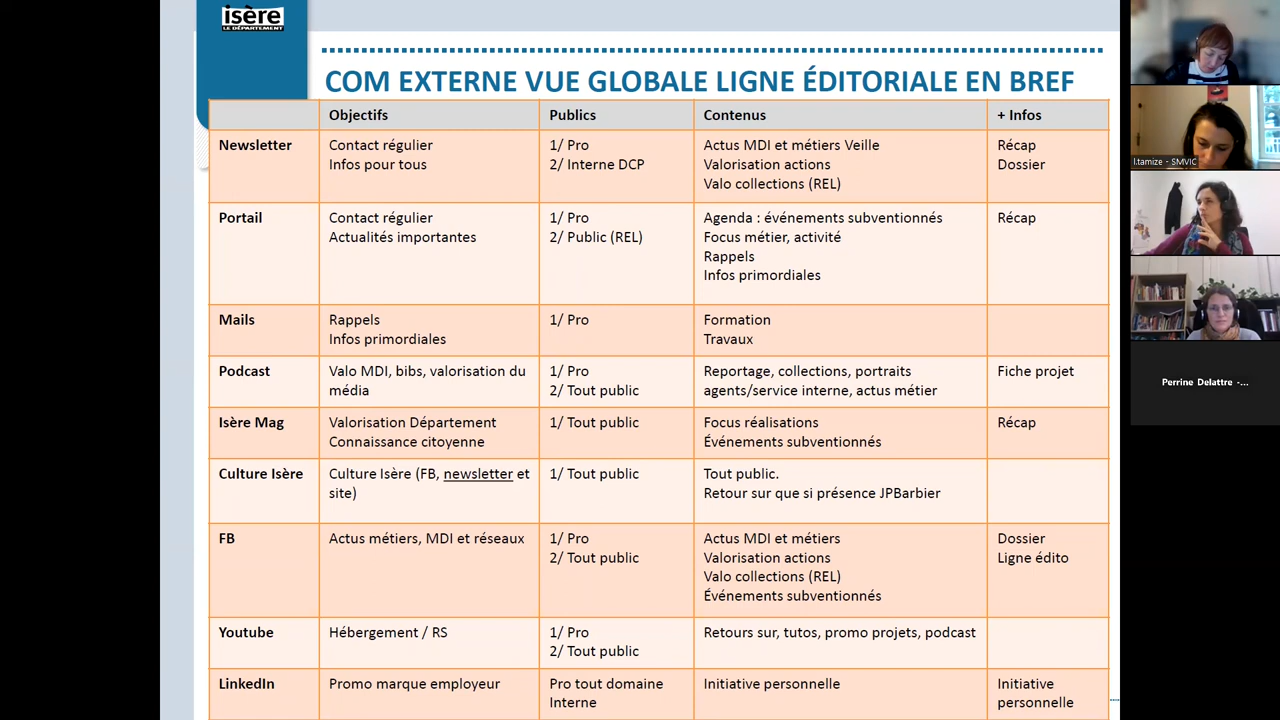 isère
LE DÉPARTEMENT
COM EXTERNE VUE GLOBALE LIGNE ÉDITORIALE EN BREF
Objectifs
Publics
Contenus
+ Infos
Newsletter
Contact régulier
Infos pour tous
1/ Pro
2/ Interne DCP
Actus MDI et métiers Veille
Valorisation actions
Valo collections (REL)
Récap
Dossier
Portail
Contact régulier
Actualités importantes
1/ Pro
2/ Public (REL)
Agenda : événements subventionnés
Focus métier, activité
Rappels
Infos primordiales
Récap
Mails
Rappels
Infos primordiales
1/ Pro
Formation
Travaux
Podcast
Valo MDI, bibs, valorisation du
média
1/ Pro
2/ Tout public
Reportage, collections, portraits
agents/service interne, actus métier
Fiche projet
Isère Mag
Valorisation Département
Connaissance citoyenne
1/ Tout public
Focus réalisations
Événements subventionnés
Récap
Culture Isère
Culture Isère (FB, newsletter et
site)
1/ Tout public
Tout public.
Retour sur que si présence JPBarbier
FB
Actus métiers, MDI et réseaux
1/ Pro
2/ Tout public
Actus MDI et métiers
Valorisation actions
Valo collections (REL)
Événements subventionnés
Dossier
Ligne édito
Youtube
Hébergement / RS
1/ Pro
2/ Tout public
Retours sur, tutos, promo projets, podcast
LinkedIn
Promo marque employeur
Pro tout domaine
Interne
Initiative personnelle
Initiative
personnelle
l.tamize - SMVIC
Perrine Delattre -...